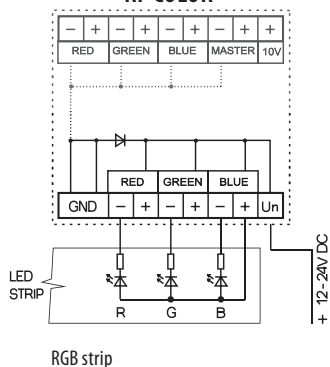 - + - + - + - + +
RED GREEN BLUE MASTER 10V
RED GREEN BLUE
GND - + - + - + Un
LED
STRIP
R G B
+ 12-24V DC
RGB strip